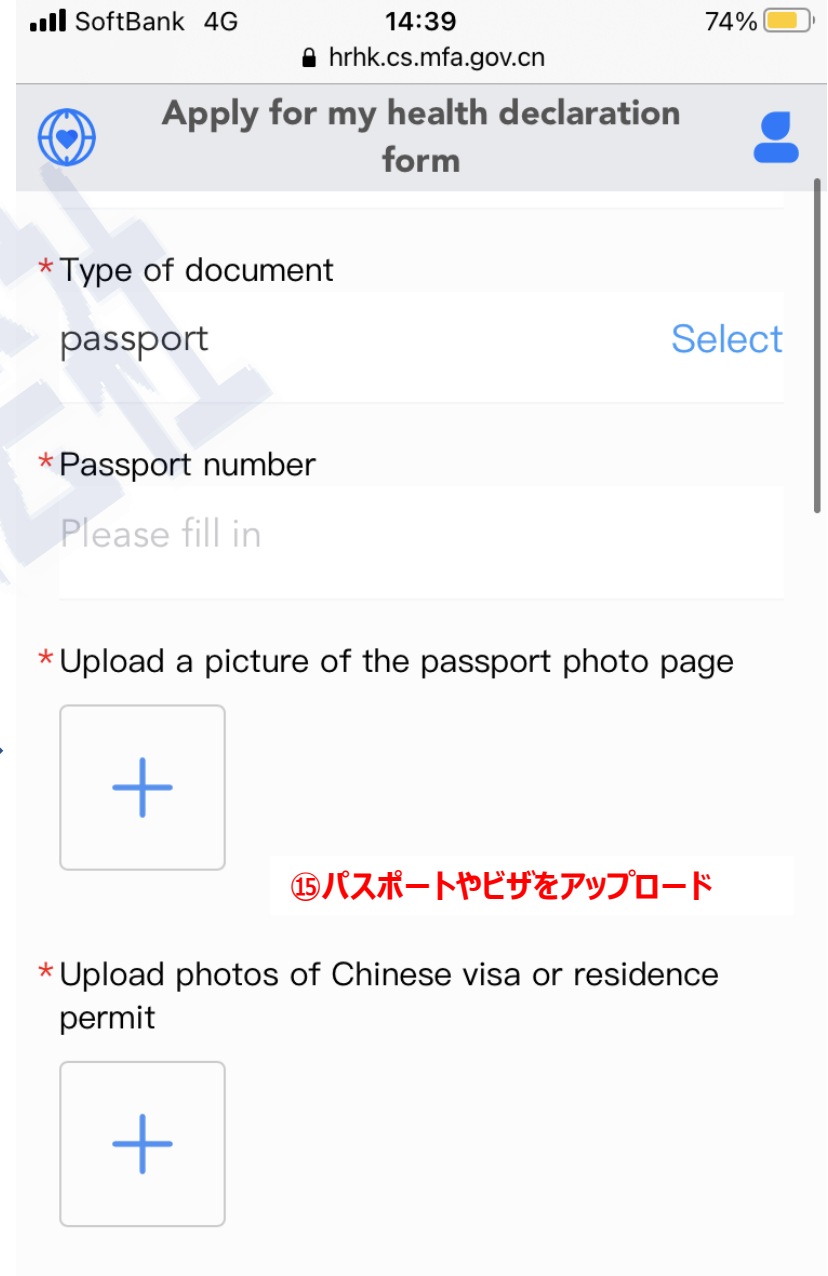 SoftBank 4G 14:39 74%
hrhk.cs.mfa.gov.cn
Apply for my health declaration
form
*Type of document
passport Select
*Passport number
Please fill in
*Upload a picture of the passport photo page
⑮パスポートやビザをアップロード
*Upload photos of Chinese visa or residence
permit